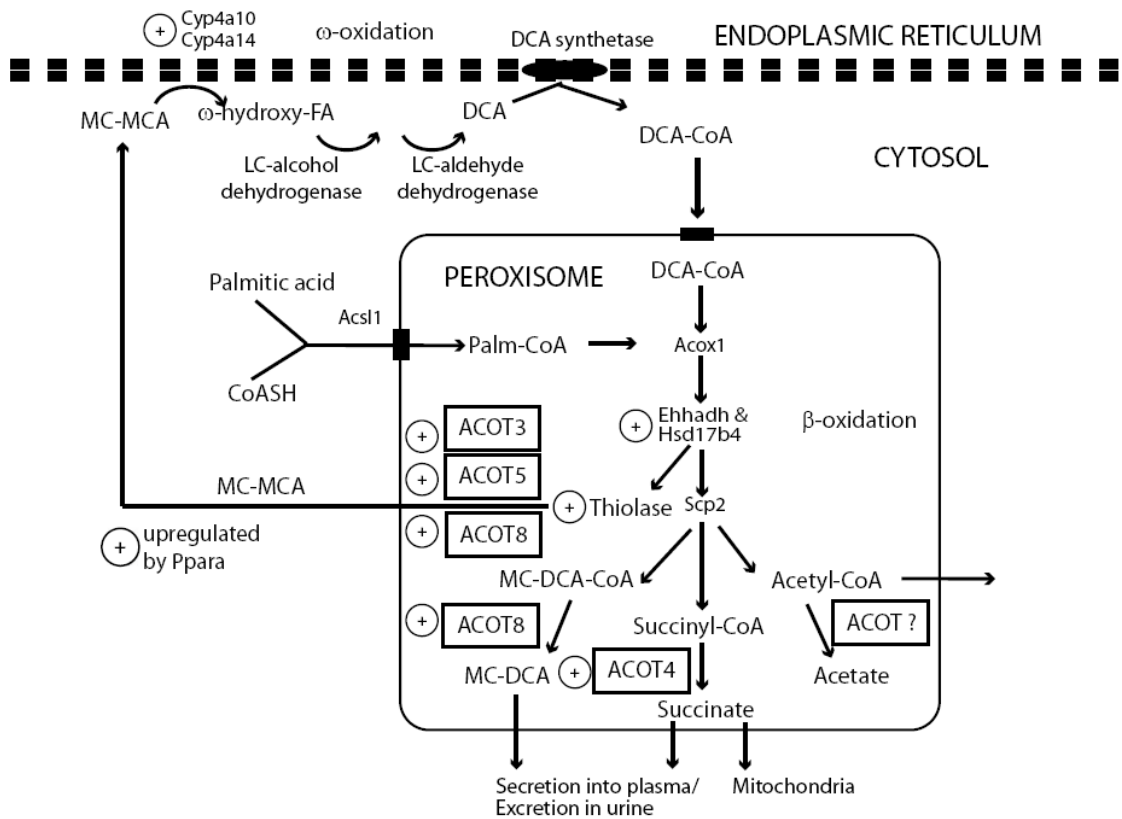 +
Cyp4a10
Cyp4a14
ω-oxidation
DCA synthetase
ENDOPLASMIC RETICULUM
MC-MCA
ω-hydroxy-FA
DCA
DCA-CoA
LC-alcohol
dehydrogenase
LC-aldehyde
dehydrogenase
CYTOSOL
PEROXISOME
DCA-CoA
Palmitic acid
Acsl1
Palm-CoA
Acox1
CoASH
+
ACOT3
+
Ehhadh &
Hsd17b4
β-oxidation
+
ACOT5
MC-MCA
+
Thiolase
Scp2
+
upregulated
by Ppara
+
ACOT8
MC-DCA-CoA
Acetyl-CoA
+
ACOT8
Succinyl-CoA
ACOT ?
MC-DCA
+
ACOT4
Acetate
Succinate
Secretion into plasma/
Excretion in urine
Mitochondria